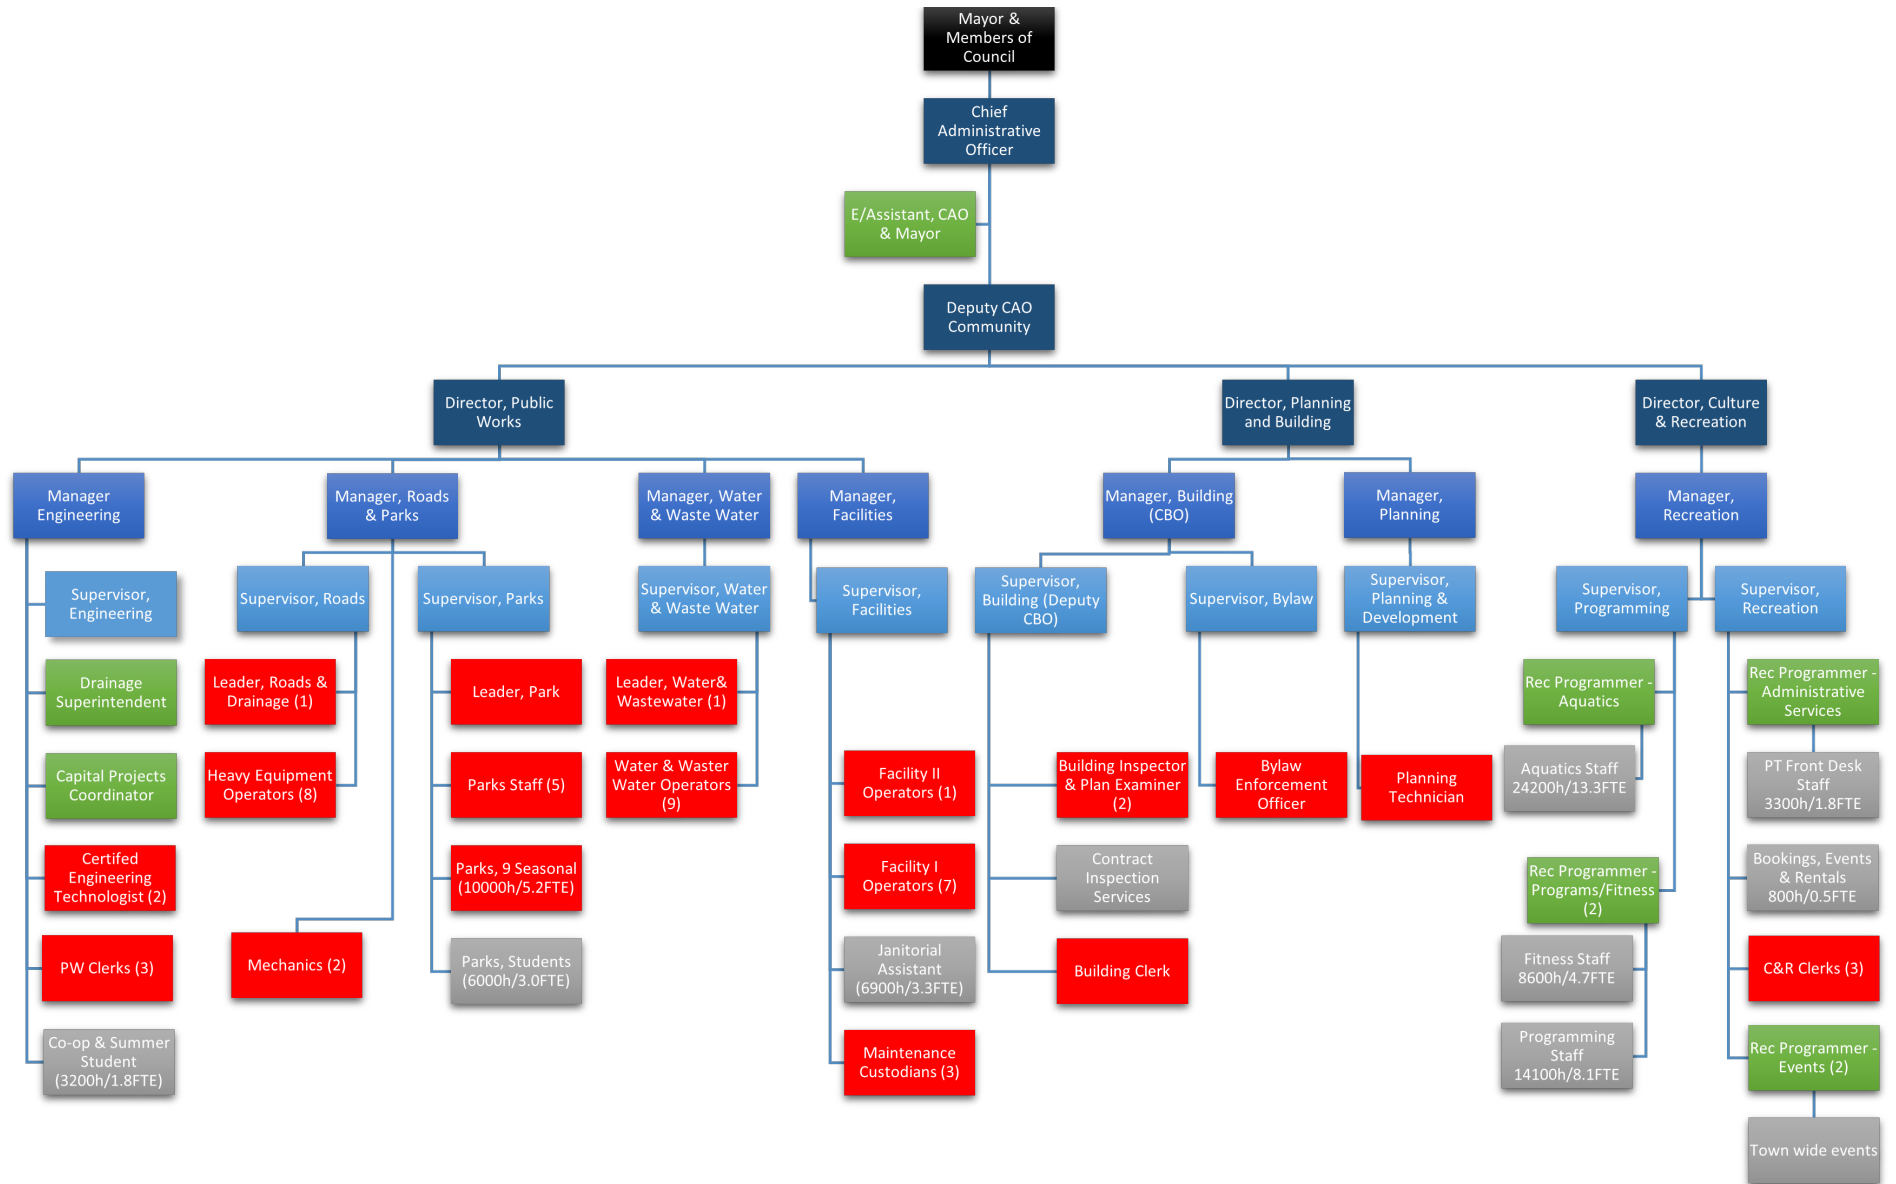 Mayor &
Members of
Council
Chief
Administrative
Officer
E/Assistant, CAO
& Mayor
Deputy CAO
Community
Director, Public
Works
Director, Planning
and Building
Director, Culture
& Recreation
Manager
Engineering
Manager, Roads
& Parks
Manager, Water
& Waste Water
Manager,
Facilities
Manager, Building
(CBO)
Manager,
Planning
Manager,
Recreation
Supervisor,
Engineering
Supervisor, Roads
Supervisor, Parks
Supervisor, Water
& Waste Water
Supervisor,
Facilities
Supervisor,
Building (Deputy
CBO)
Supervisor, Bylaw
Supervisor,
Planning &
Development
Supervisor,
Programming
Supervisor,
Recreation
Drainage
Superintendent
Leader, Roads &
Drainage (1)
Leader, Park
Leader, Water&
Wastewater (1)
Rec Programmer -
Aquatics
Rec Programmer -
Administrative
Services
Capital Projects
Coordinator
Heavy Equipment
Operators (8)
Parks Staff (5)
Water & Waster
Water Operators
(9)
Facility II
Operators (1)
Building Inspector
& Plan Examiner
(2)
Bylaw
Enforcement
Officer
Planning
Technician
Aquatics Staff
24200h/13.3FTE
PT Front Desk
Staff
3300h/1.8FTE
Certifed
Engineering
Technologist (2)
Parks, 9 Seasonal
(10000h/5.2FTE)
Facility I
Operators (7)
Contract
Inspection
Services
Rec Programmer -
Programs/Fitness
(2)
Bookings, Events
& Rentals
800h/0.5FTE
PW Clerks (3)
Mechanics (2)
Parks, Students
(6000h/3.0FTE)
Janitorial
Assistant
(6900h/3.3FTE)
Building Clerk
Fitness Staff
8600h/4.7FTE
C&R Clerks (3)
Co-op & Summer
Student
(3200h/1.8FTE)
Maintenance
Custodians (3)
Programming
Staff
14100h/8.1FTE
Rec Programmer -
Events (2)
Town wide events